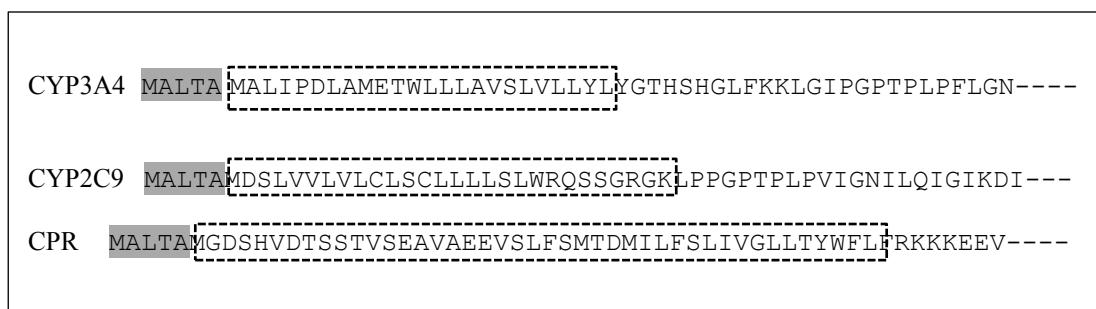 CYP3A4 MALTA MALIPDLAMETWLLLAVSLVLLYLYGTHSHGLFKKLGIPGPTPLPFLGN----
CYP2C9 MALTAMDSLVVLVLCLSCLLLLSLWRQSSGRGKLPPGPTPLPVIGNILQIGIKDI---
CPR MALTAMGDSHVDTSSTVSEAVAEEVSLFSMTDMILFSLIVGLLTYWFLFRKKKEEV----